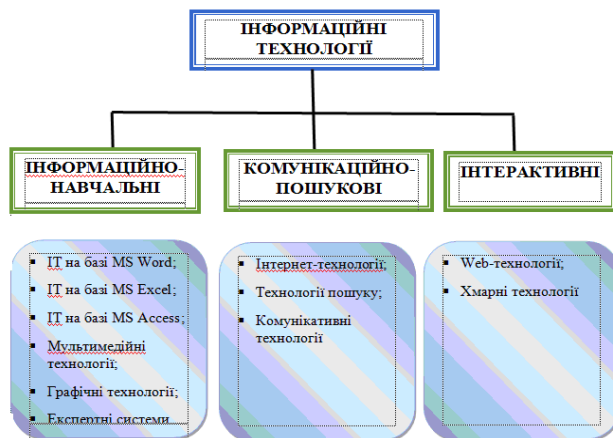 ІНФОРМАЦІЙНІ
ТЕХНОЛОГІЇ
ІНФОРМАЦІЙНО-
НАВЧАЛЬНІ
КОМУНІКАЦІЙНО-
ПОШУКОВІ
ІНТЕРАКТИВНІ
▪ ІТ на базі MS Word;
▪ ІТ на базі MS Excel;
▪ ІТ на базі MS Access;
▪ Мультимедійні
технології;
▪ Графічні технології;
▪ Експертні системи
▪ Інтернет-технології;
▪ Технології пошуку;
▪ Комунікативні
технології
▪ Web-технології;
▪ Хмарні технології